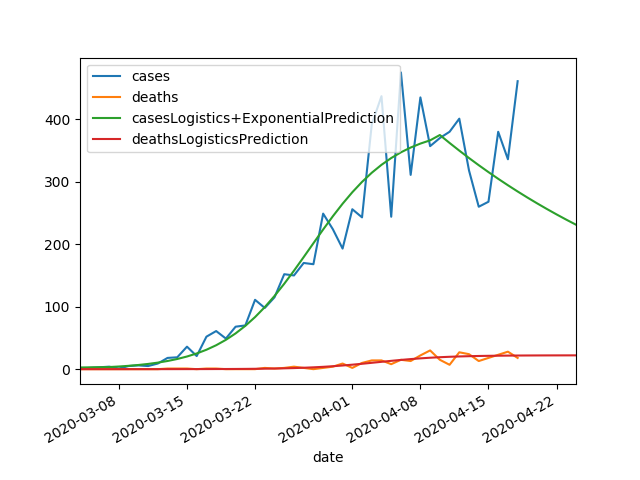 cases
deaths
casesLogistics+ExponentialPrediction
deathsLogisticsPrediction
400
300
200
100
0
2020-03-08
2020-03-15
2020-03-22
2020-04-01
2020-04-08
2020-04-15
2020-04-22
date